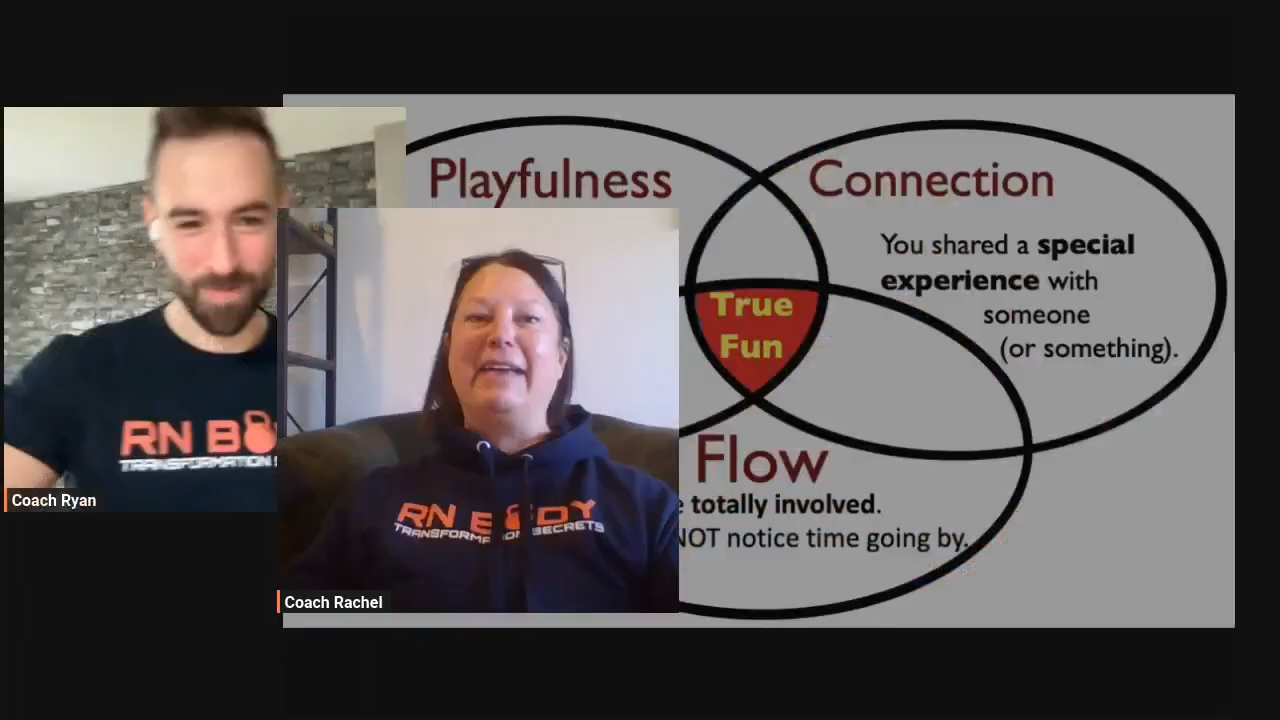 Playfulness
Connection
You shared a special
experience with
someone
(or something).
True
Fun
Flow
totally involved.
NOT notice time going by.
RN B
TRANSFORMATION
Coach Ryan
RN B DY
TRANSFORMATION SECRETS
Coach Rachel